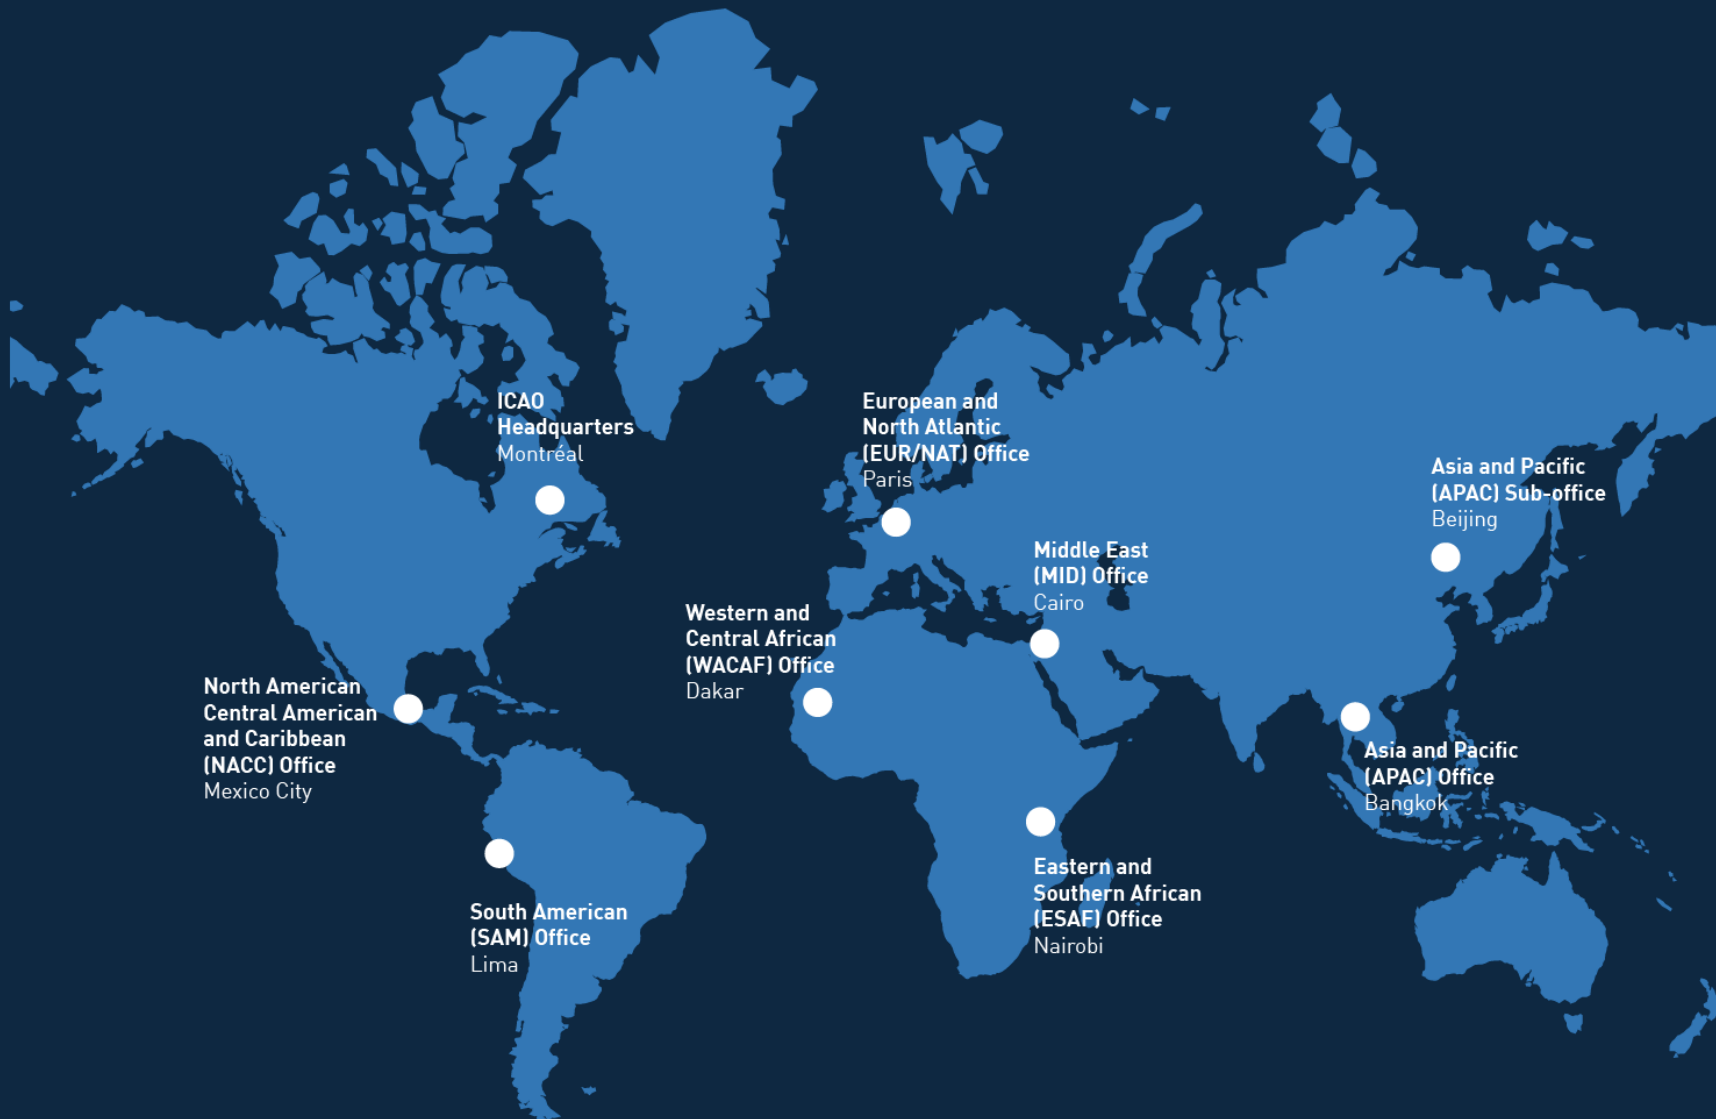 ICAO
Headquarters
Montréal
European and
North Atlantic
(EUR/NAT) Office
Paris
Asia and Pacific
(APAC) Sub-office
Beijing
Middle East
(MID) Office
Cairo
Western and
Central African
(WACAF) Office
Dakar
North American
Central American
and Caribbean
(NACC) Office
Mexico City
Asia and Pacific
(APAC) Office
Bangkok
Eastern and
Southern African
(ESAF) Office
Nairobi
South American
(SAM) Office
Lima